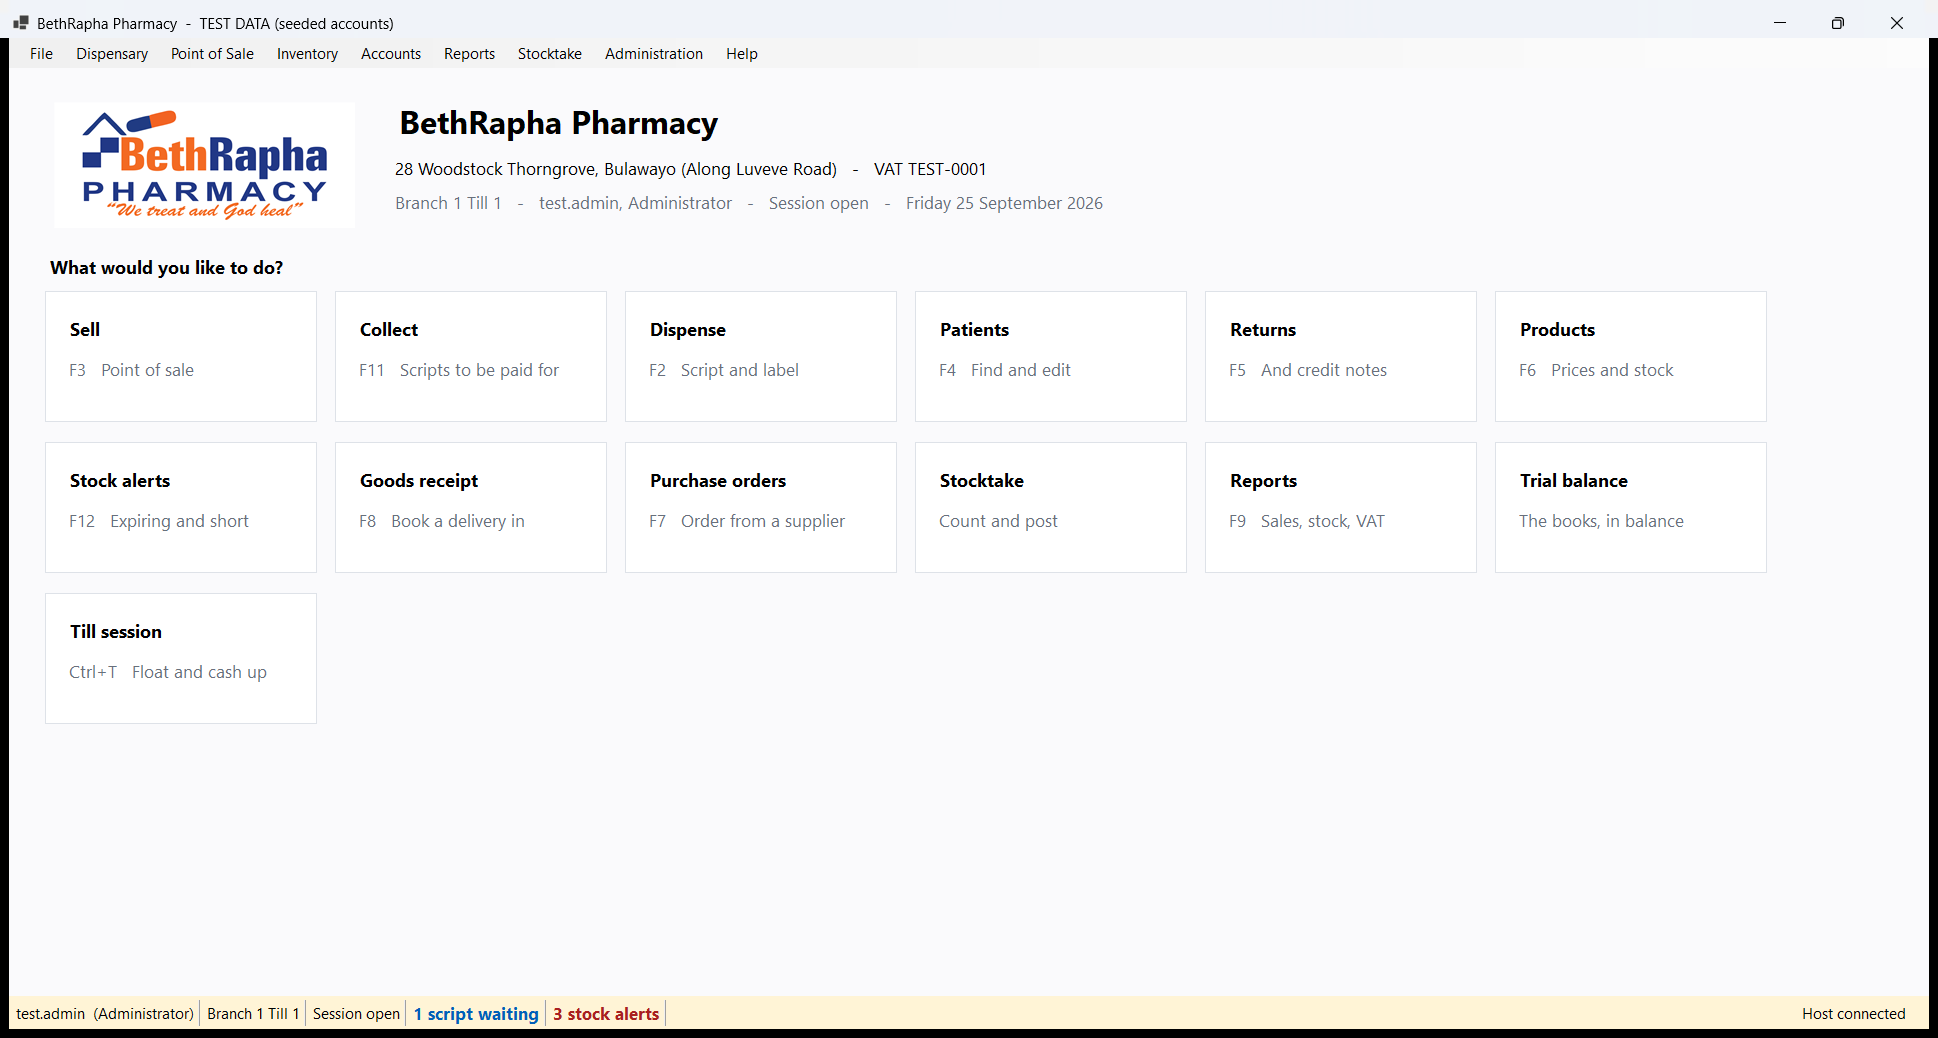 BethRapha Pharmacy - TEST DATA (seeded accounts)
File Dispensary Point of Sale Inventory Accounts Reports Stocktake Administration Help
BethRapha
PHARMACY
"We treat and God heal"
BethRapha Pharmacy
28 Woodstock Thorngrove, Bulawayo (Along Luveve Road) - VAT TEST-0001
Branch 1 Till 1 - test.admin, Administrator - Session open - Friday 25 September 2026
What would you like to do?
Sell
F3 Point of sale
Collect
F11 Scripts to be paid for
Dispense
F2 Script and label
Patients
F4 Find and edit
Returns
F5 And credit notes
Products
F6 Prices and stock
Stock alerts
F12 Expiring and short
Goods receipt
F8 Book a delivery in
Purchase orders
F7 Order from a supplier
Stocktake
Count and post
Reports
F9 Sales, stock, VAT
Trial balance
The books, in balance
Till session
Ctrl+T Float and cash up
test.admin (Administrator) Branch 1 Till 1 Session open 1 script waiting 3 stock alerts Host connected